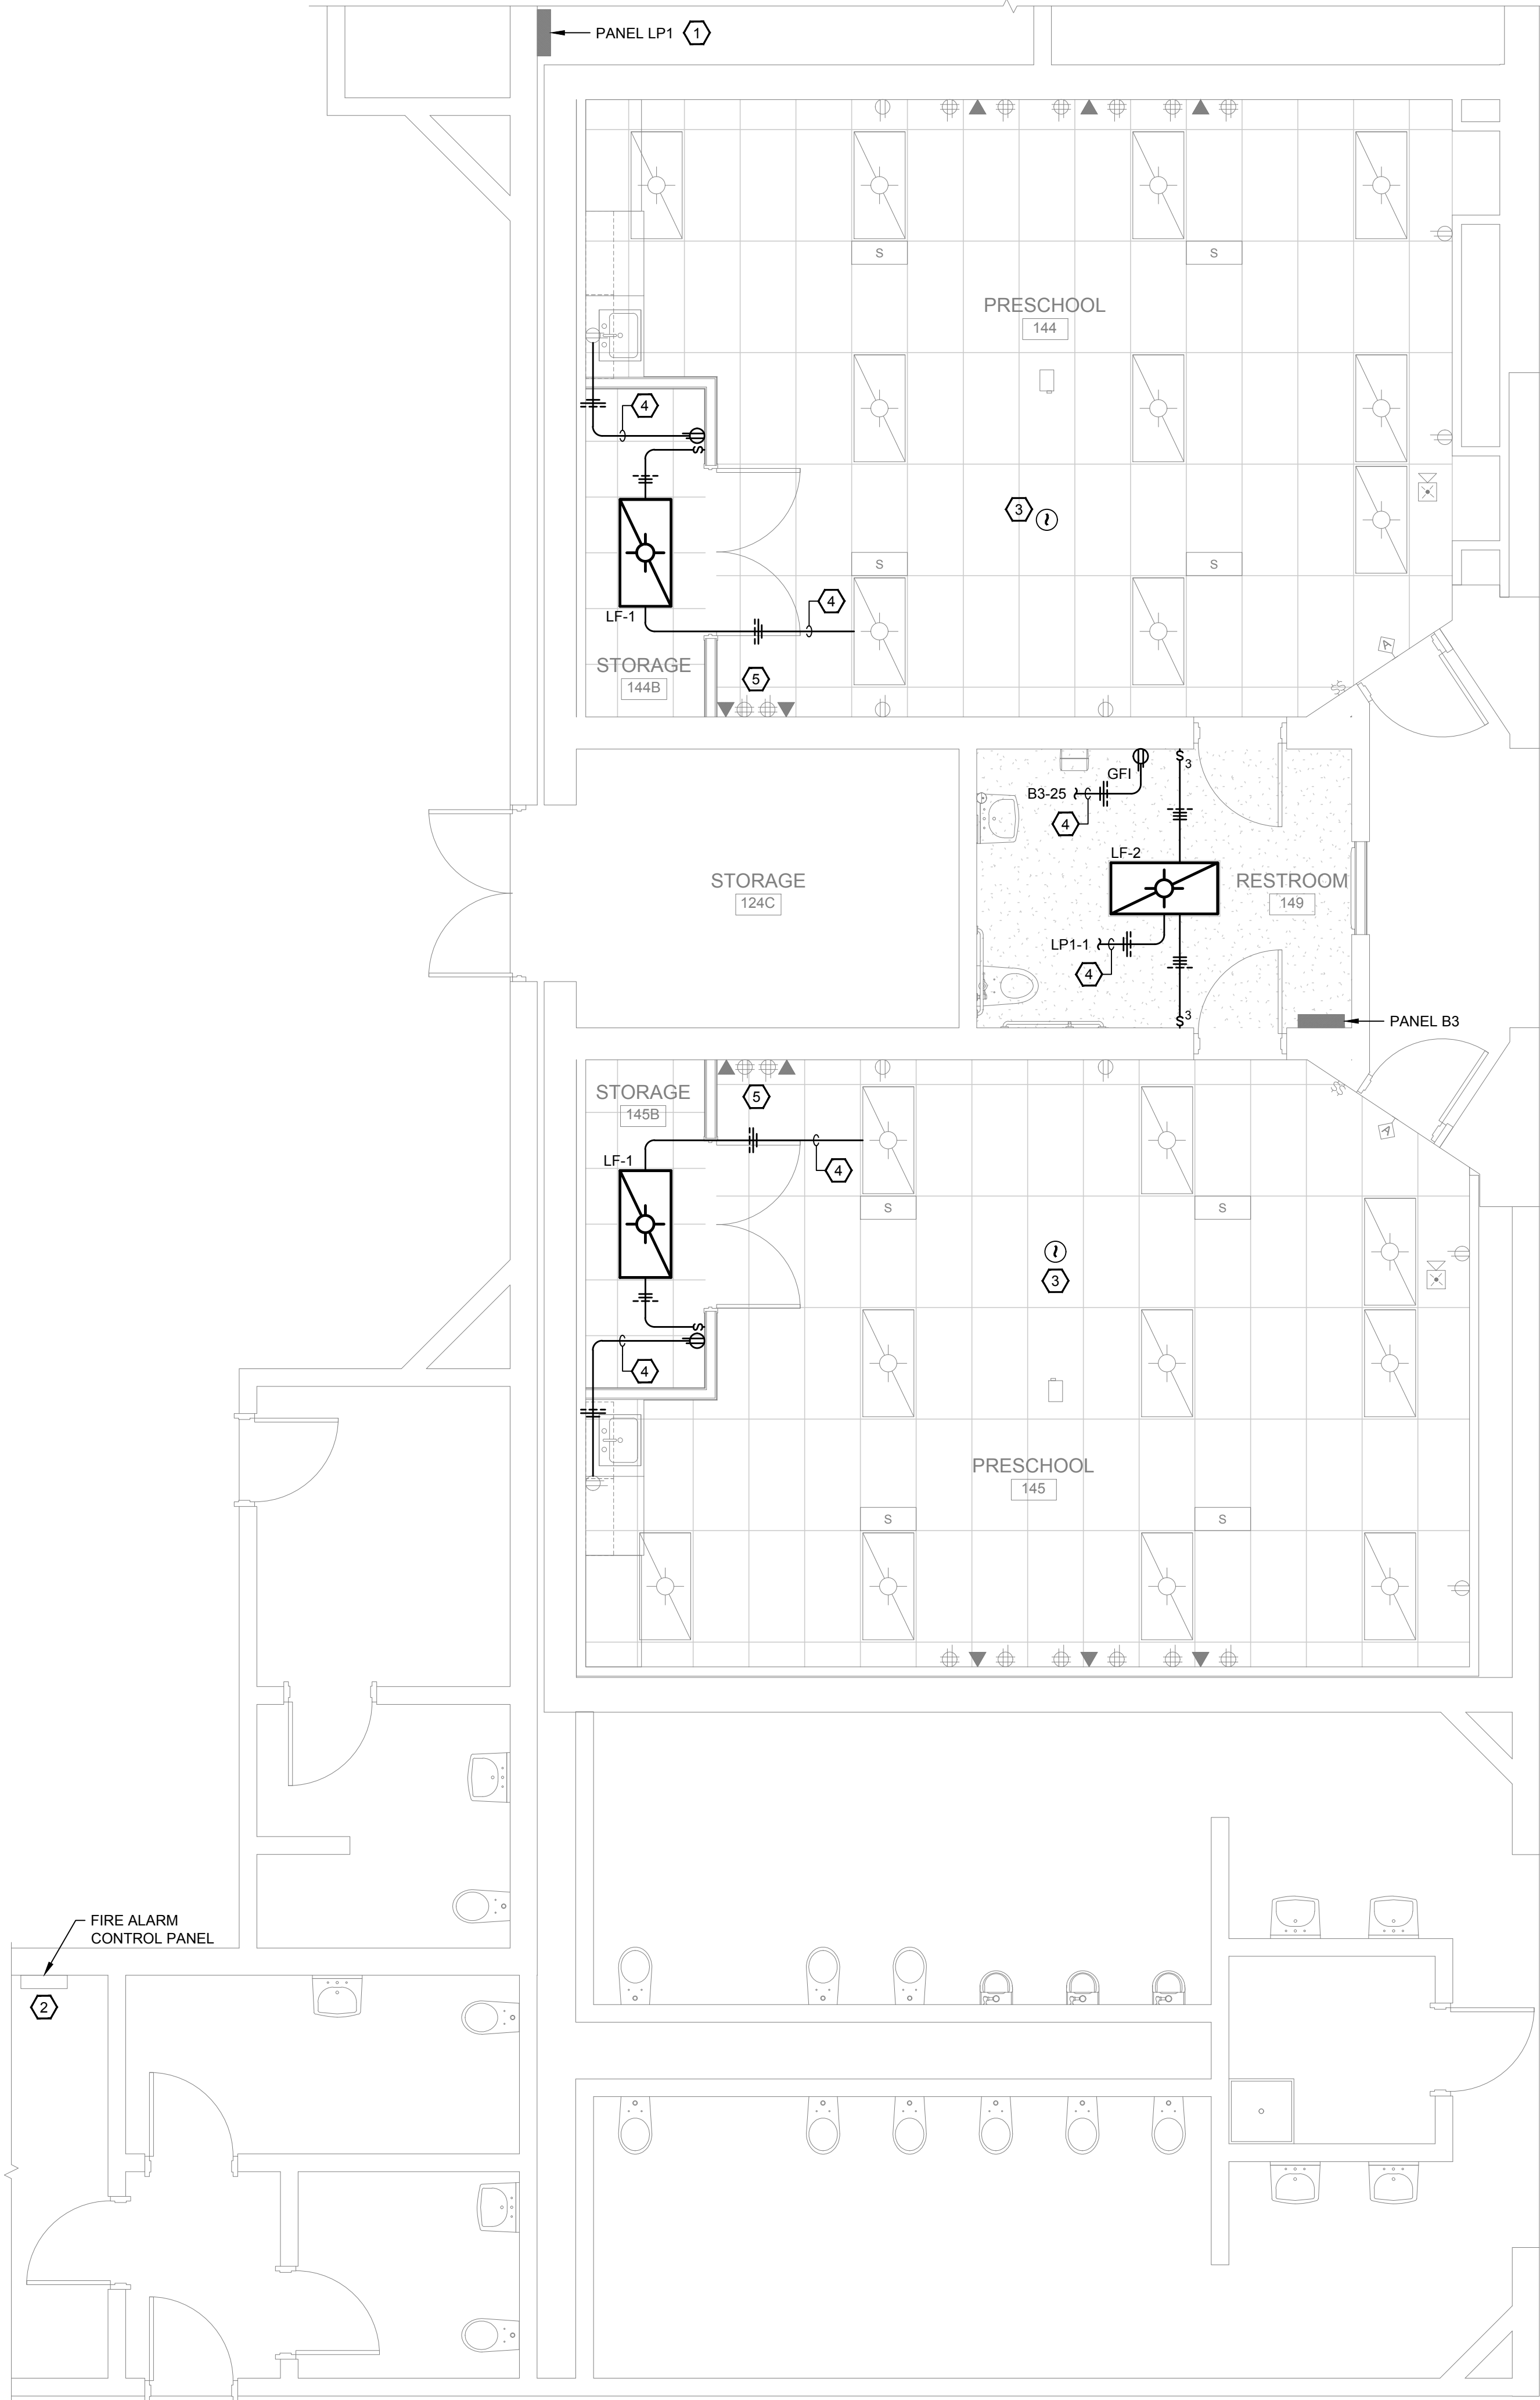 PANEL LP1 1
S S
PRESCHOOL
144
4
S
3
S S
4
LF-1
STORAGE
144B
5
A
S
GFI
S3
B3-25
4
LF-2
STORAGE
124C
RESTROOM
149
LP1-1
4
S3
PANEL B3
STORAGE
145B
5
A
S
LF-1
4
S S
3
S
4
PRESCHOOL
145
S S
FIRE ALARM
CONTROL PANEL
2